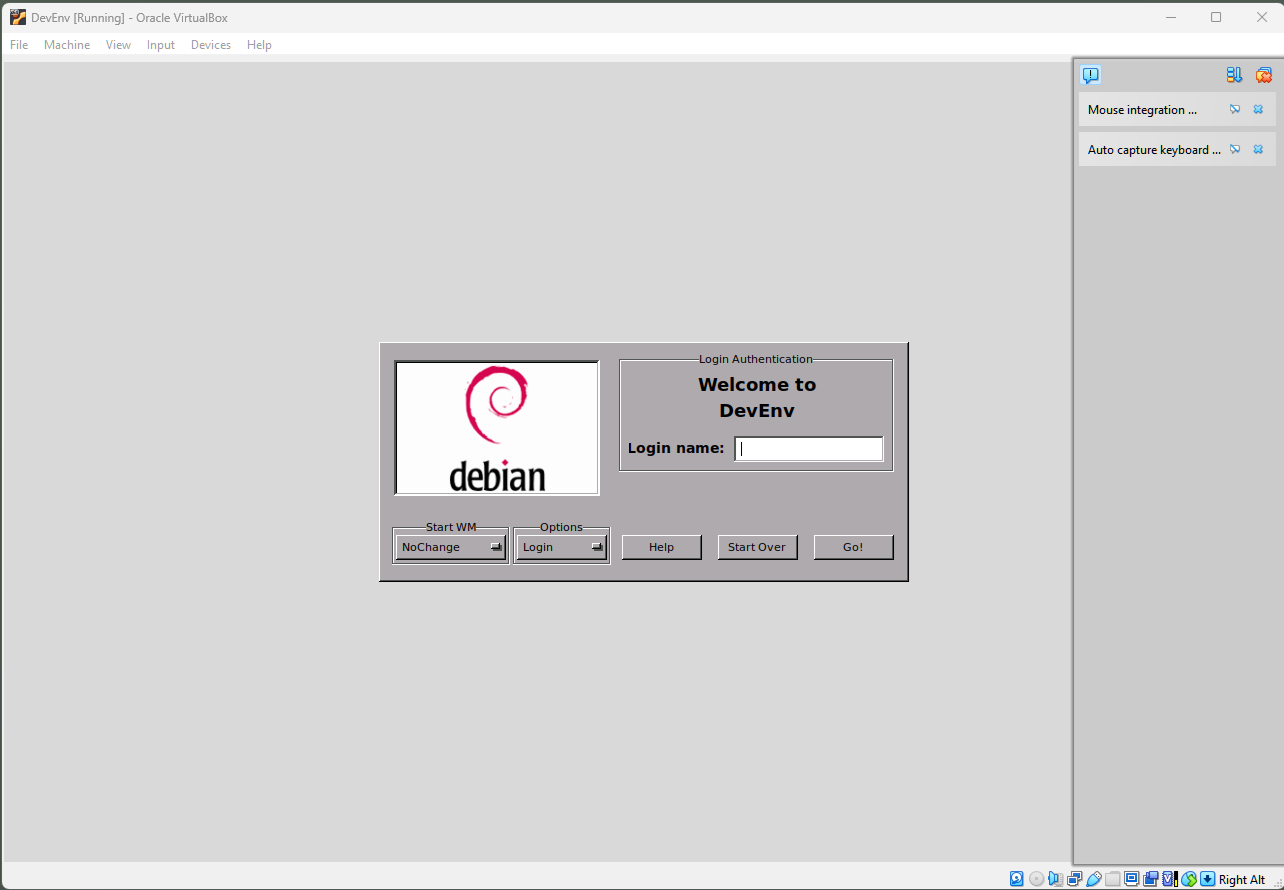 DevEnv [Running] - Oracle VirtualBox
File Machine View Input Devices Help
Mouse integration ...
Auto capture keyboard ...
debian
Login Authentication
Welcome to
DevEnv
Login name:
Start WM
NoChange
Options
Login
Help
Start Over
Go!
Right Alt